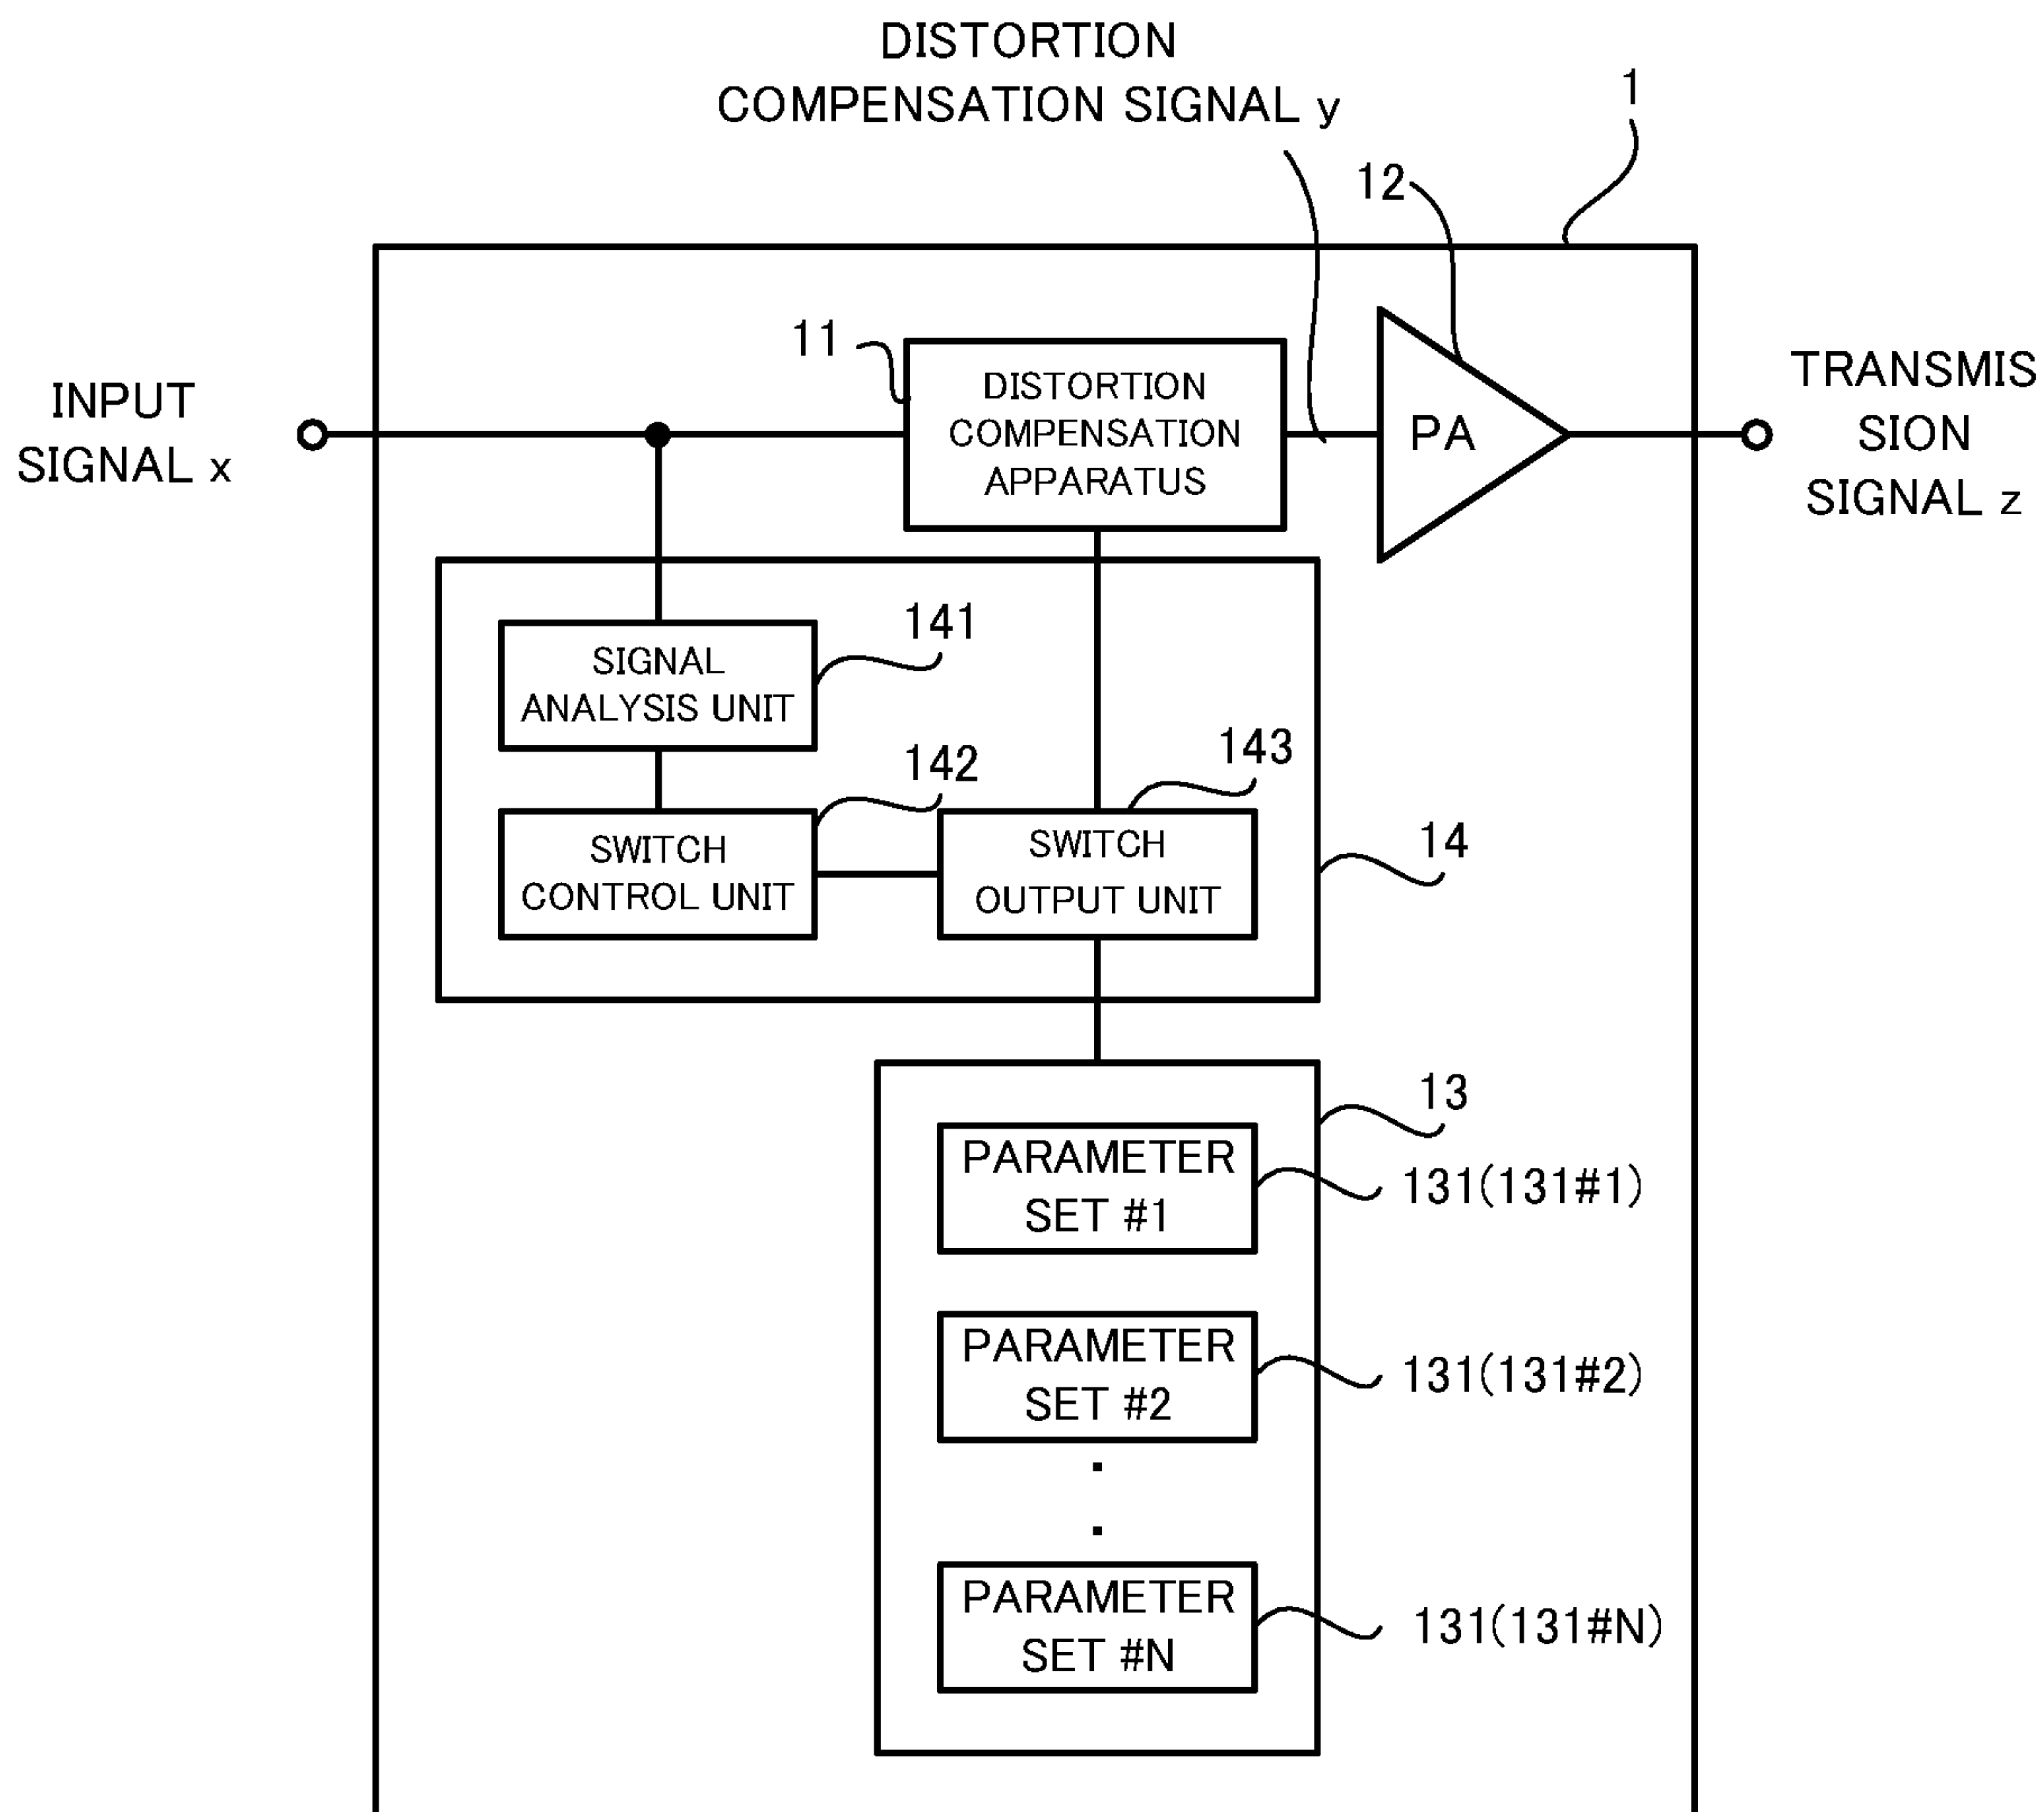 DISTORTION
COMPENSATION SIGNAL y
1
12
11
DISTORTION
COMPENSATION
APPARATUS
PA
INPUT
SIGNAL x
TRANSMIS
SION
SIGNAL z
141
SIGNAL
ANALYSIS UNIT
142
143
SWITCH
CONTROL UNIT
SWITCH
OUTPUT UNIT
14
13
PARAMETER
SET #1
131(131#1)
PARAMETER
SET #2
131(131#2)
.
.
PARAMETER
SET #N
131(131#N)